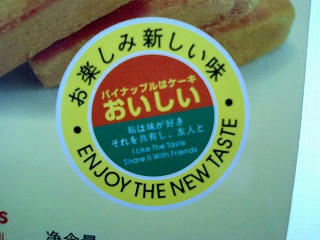 お楽しみ新しい味
パイナップルはケーキ
おいしい
私は味が好き
それを共有し、友人と
I Like The Taste
Share It With Friends
ENJOY THE NEW TASTE
净含量